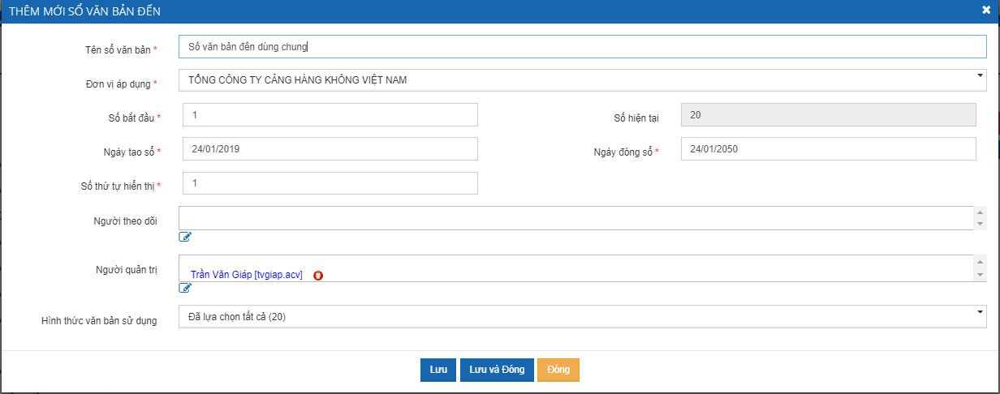 THÊM MỚI SỔ VĂN BẢN ĐẾN
Tên sổ văn bản * Sổ văn bản đến dùng chung
Đơn vị áp dụng * TỔNG CÔNG TY CẢNG HÀNG KHÔNG VIỆT NAM
Số bắt đầu * 1 Số hiện tại 20
Ngày tạo sổ * 24/01/2019 Ngày đóng sổ * 24/01/2050
Số thứ tự hiển thị * 1
Người theo dõi
Người quản trị
Trần Văn Giáp [tvgiap.acv]
Hình thức văn bản sử dụng Đã lựa chọn tất cả (20)
Lưu Lưu và Đóng Đóng